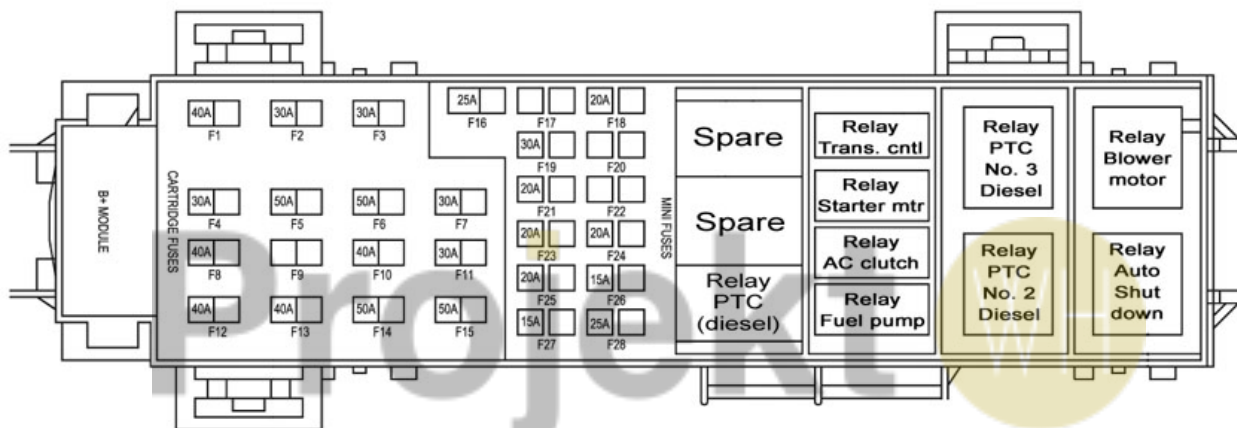 40A
F1
30A
F2
30A
F3
25A
F16
F17
20A
F18
30A
F19
F20
30A
F4
50A
F5
50A
F6
30A
F7
20A
F21
F22
40A
F8
F9
40A
F10
30A
F11
20A
F23
20A
F24
40A
F12
40A
F13
50A
F14
50A
F15
20A
F25
15A
F26
15A
F27
25A
F28
B+ MODULE
CARTRIDGE FUSES
MINI FUSES
Spare
Spare
Relay
PTC
(diesel)
Relay
Trans. cntl
Relay
Starter mtr
Relay
AC clutch
Relay
Fuel pump
Relay
PTC
No. 3
Diesel
Relay
PTC
No. 2
Diesel
Relay
Blower
motor
Relay
Auto
Shut
down
Projekt
WH